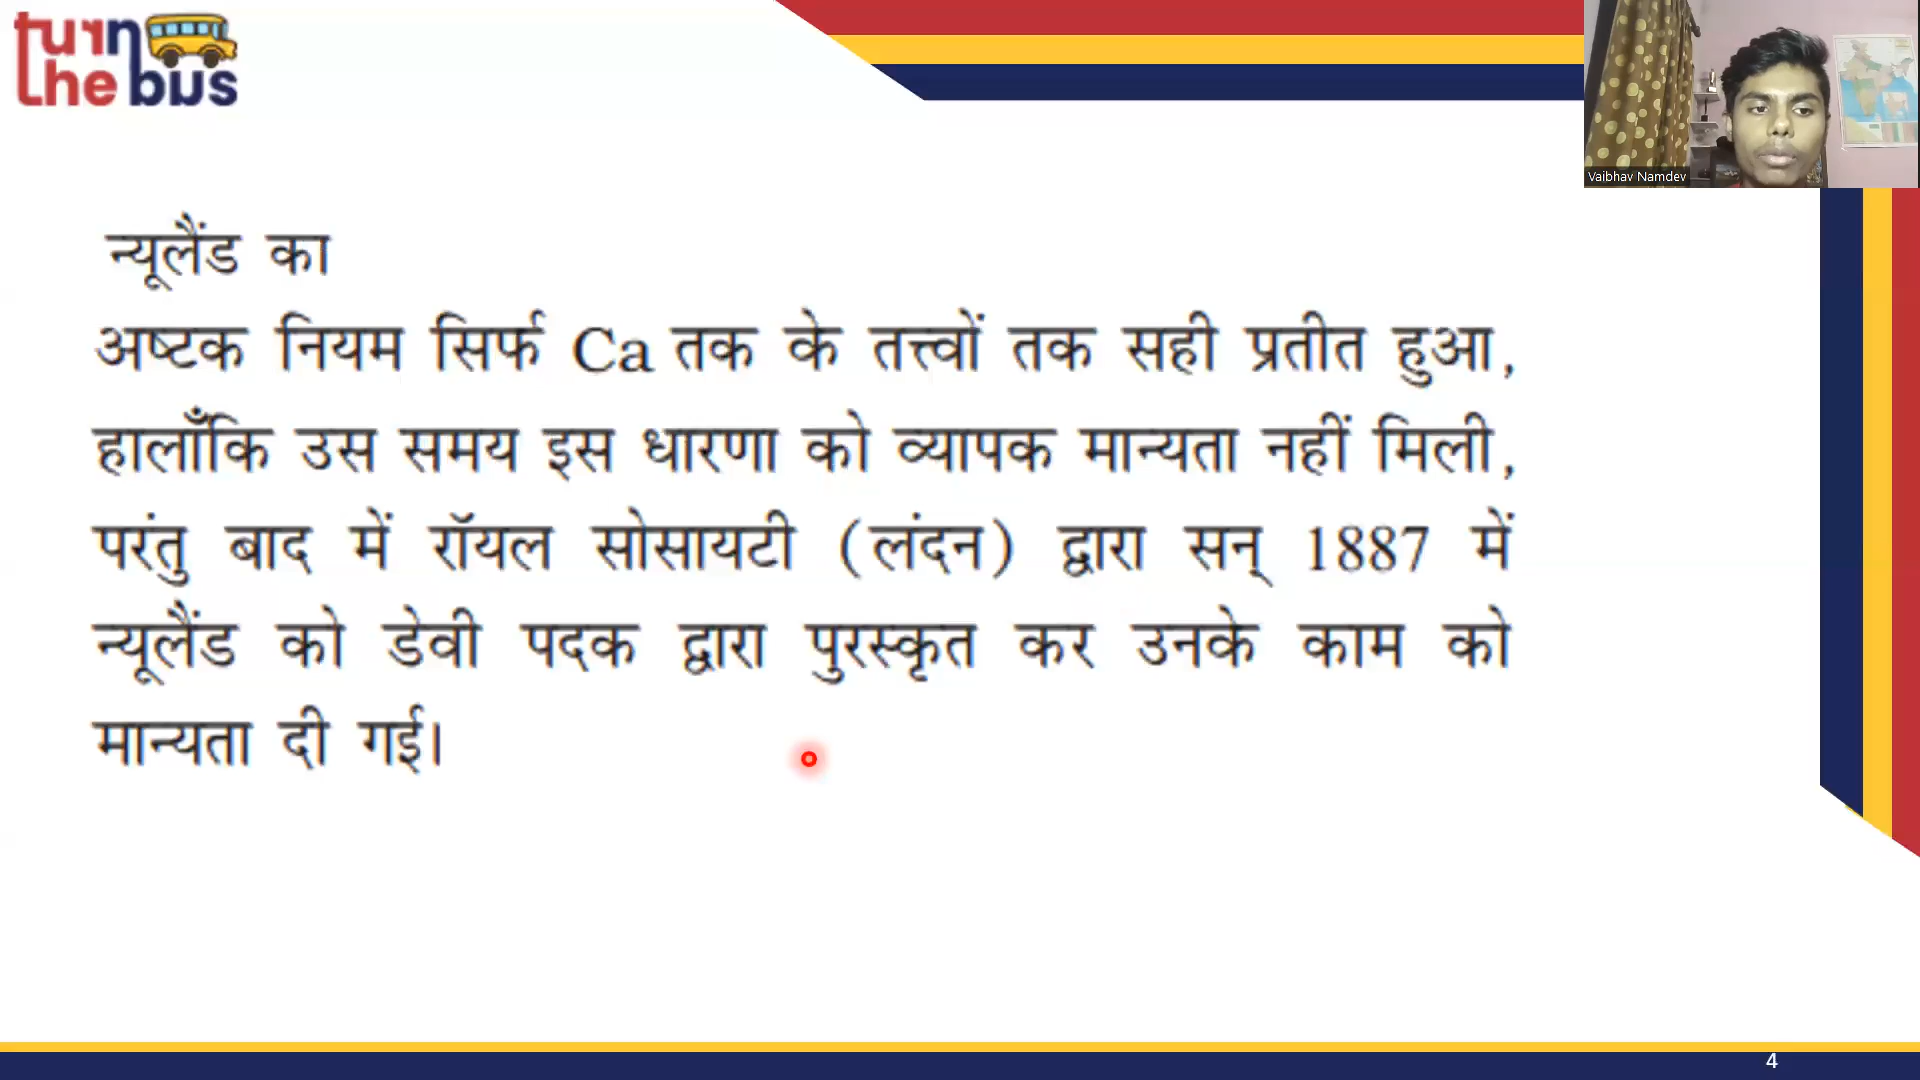 turn
the bus
Vaibhav Namdev
न्यूलैंड का
अष्टक नियम सिर्फ Ca तक के तत्त्वों तक सही प्रतीत हुआ,
हालाँकि उस समय इस धारणा को व्यापक मान्यता नहीं मिली,
परंतु बाद में रॉयल सोसायटी (लंदन) द्वारा सन् 1887 में
न्यूलैंड को डेवी पदक द्वारा पुरस्कृत कर उनके काम को
मान्यता दी गई।
4